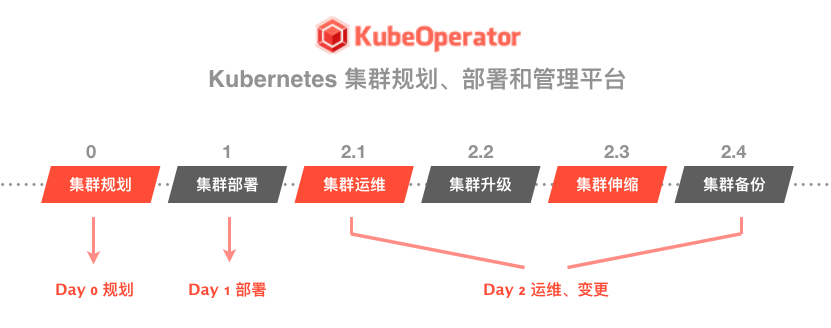 KubeOperator
Kubernetes 集群规划、部署和管理平台
0 1 2.1 2.2 2.3 2.4
集群规划 集群部署 集群运维 集群升级 集群伸缩 集群备份
Day 0 规划 Day 1 部署 Day 2 运维、变更